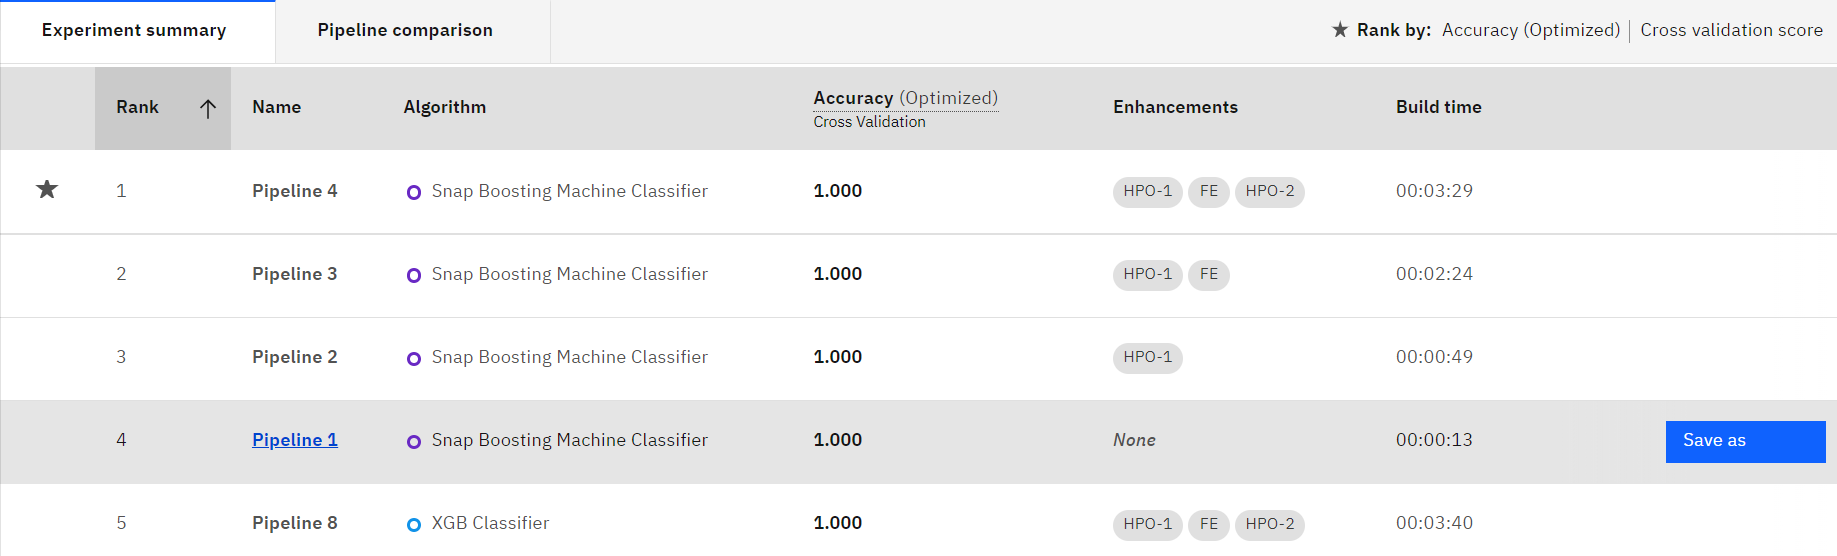 Experiment summary Pipeline comparison ★ Rank by: Accuracy (Optimized) | Cross validation score
Rank ↑ Name Algorithm Accuracy (Optimized) Enhancements Build time
Cross Validation
★ 1 Pipeline 4 Snap Boosting Machine Classifier 1.000 HPO-1 FE HPO-2 00:03:29
2 Pipeline 3 Snap Boosting Machine Classifier 1.000 HPO-1 FE 00:02:24
3 Pipeline 2 Snap Boosting Machine Classifier 1.000 HPO-1 00:00:49
4 Pipeline 1 Snap Boosting Machine Classifier 1.000 None 00:00:13 Save as
5 Pipeline 8 XGB Classifier 1.000 HPO-1 FE HPO-2 00:03:40